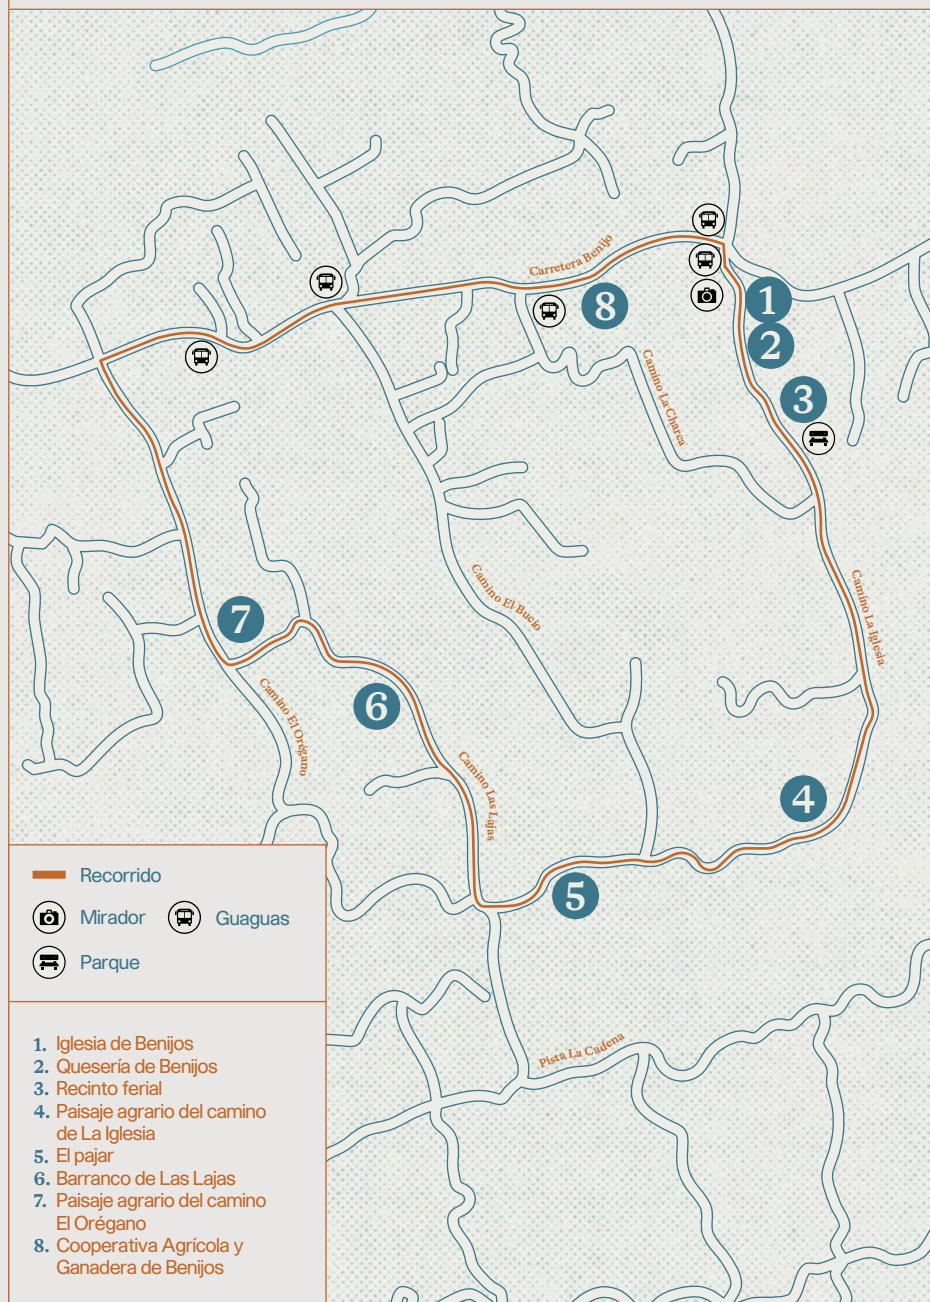 Carretera Benijo
8
1
2
3
Camino La Charca
Camino La Iglesia
Camino El Bucio
7
6
Camino El Orégano
Camino Las Lajas
4
5
Pista La Cadena
Recorrido
Mirador
Guaguas
Parque
1. Iglesia de Benijos
2. Quesería de Benijos
3. Recinto ferial
4. Paisaje agrario del camino
de La Iglesia
5. El pajar
6. Barranco de Las Lajas
7. Paisaje agrario del camino
El Orégano
8. Cooperativa Agrícola y
Ganadera de Benijos